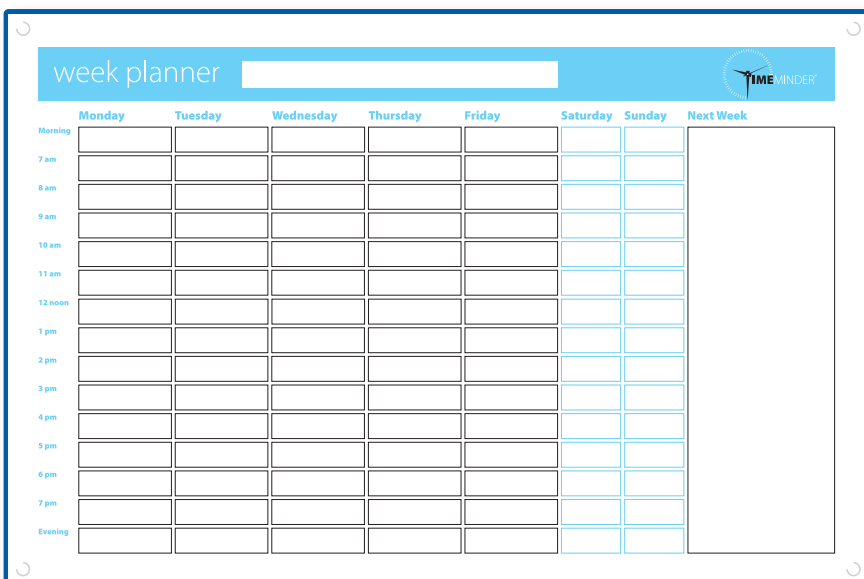 week planner
TIMEMINDER
Monday Tuesday Wednesday Thursday Friday Saturday Sunday Next Week
Morning
7 am
8 am
9 am
10 am
11 am
12 noon
1 pm
2 pm
3 pm
4 pm
5 pm
6 pm
7 pm
Evening